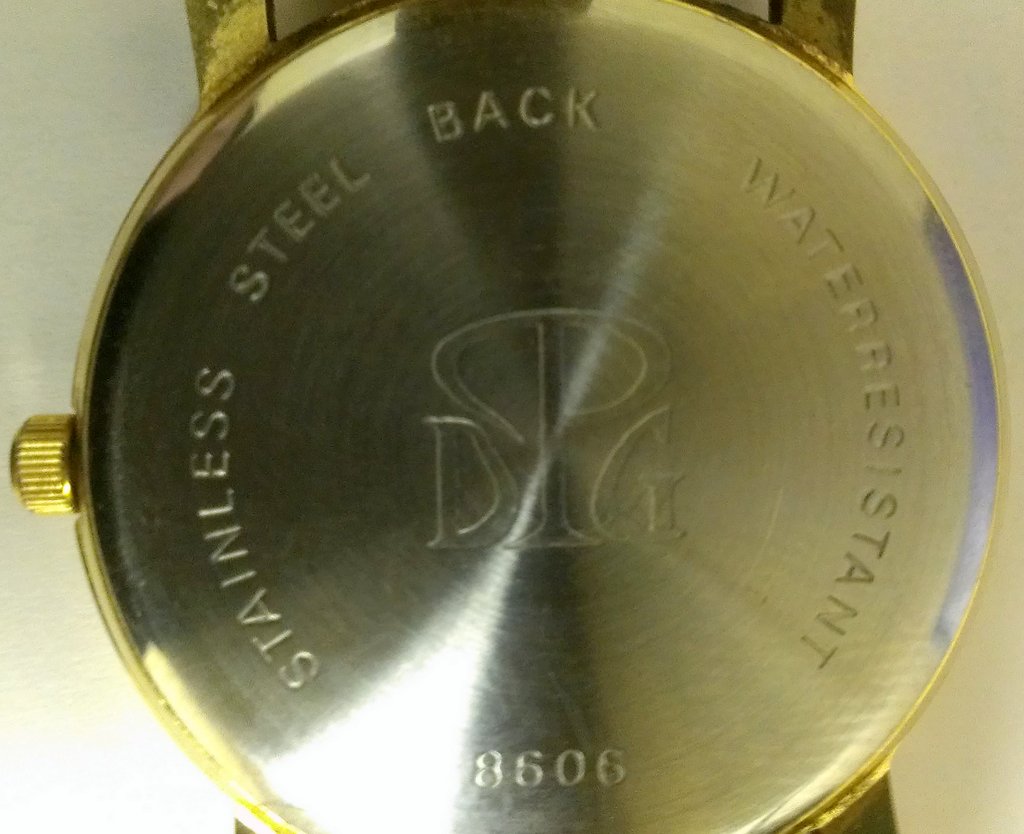 STAINLESS STEEL BACK
WATERRESISTANT
8606